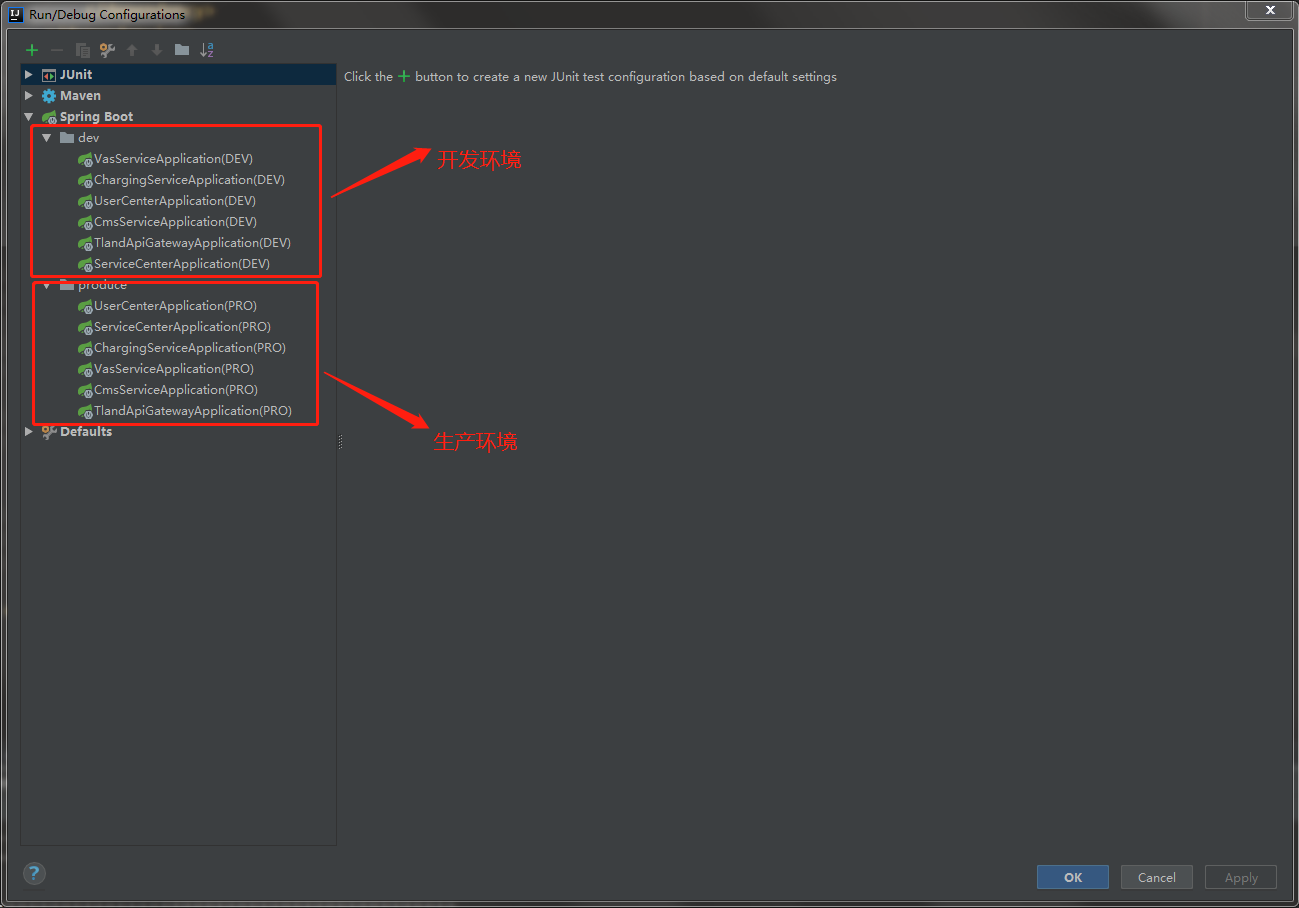 Run/Debug Configurations
JUnit
Click the + button to create a new JUnit test configuration based on default settings
Maven
Spring Boot
dev
VasServiceApplication(DEV)
开发环境
ChargingServiceApplication(DEV)
UserCenterApplication(DEV)
CmsServiceApplication(DEV)
TlandApiGatewayApplication(DEV)
ServiceCenterApplication(DEV)
produce
UserCenterApplication(PRO)
ServiceCenterApplication(PRO)
ChargingServiceApplication(PRO)
VasServiceApplication(PRO)
CmsServiceApplication(PRO)
TlandApiGatewayApplication(PRO)
Defaults
生产环境
OK
Cancel
Apply